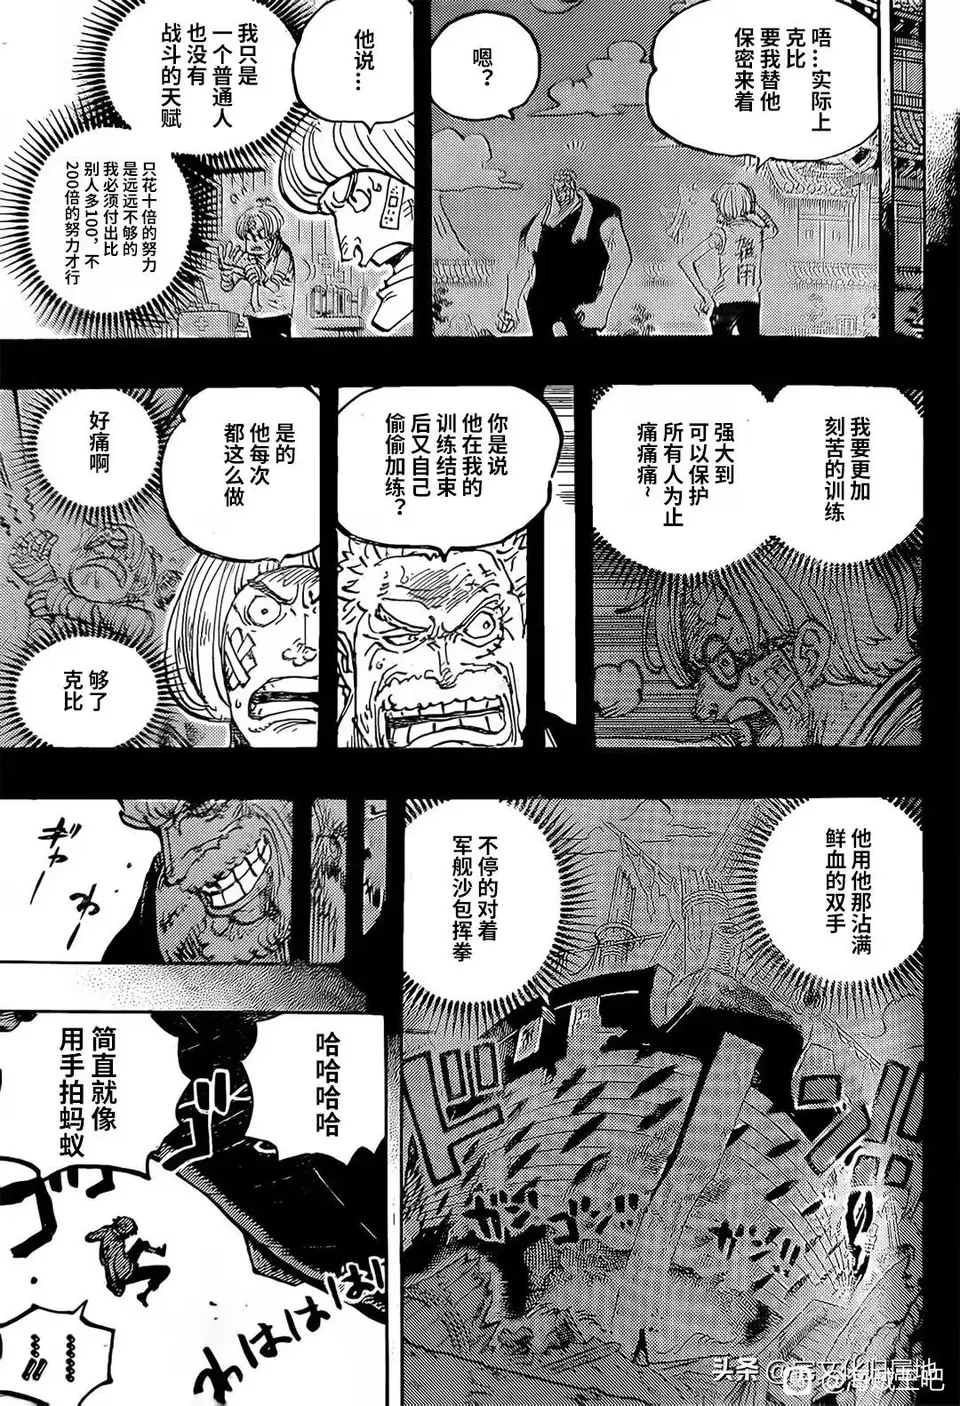 唔…实际上
克比
要我替他
保密来着
嗯？
他说…
我只是
一个普通人
也没有
战斗的天赋
只花十倍的努力
是远远不够的
我必须付出比
别人多100，不
200倍的努力才行
我要更加
刻苦的训练
强大到
可以保护
所有人为止
痛痛痛~
你是说
他在我的
训练结束
后又自己
偷偷加练？
是的
他每次
都这么做
好痛啊
够了
克比
他用他那沾满
鲜血的双手
不停的对着
军舰沙包挥拳
ガン
ゴン
ガン
哈哈哈哈
简直就像
用手拍蚂蚁
わはははは